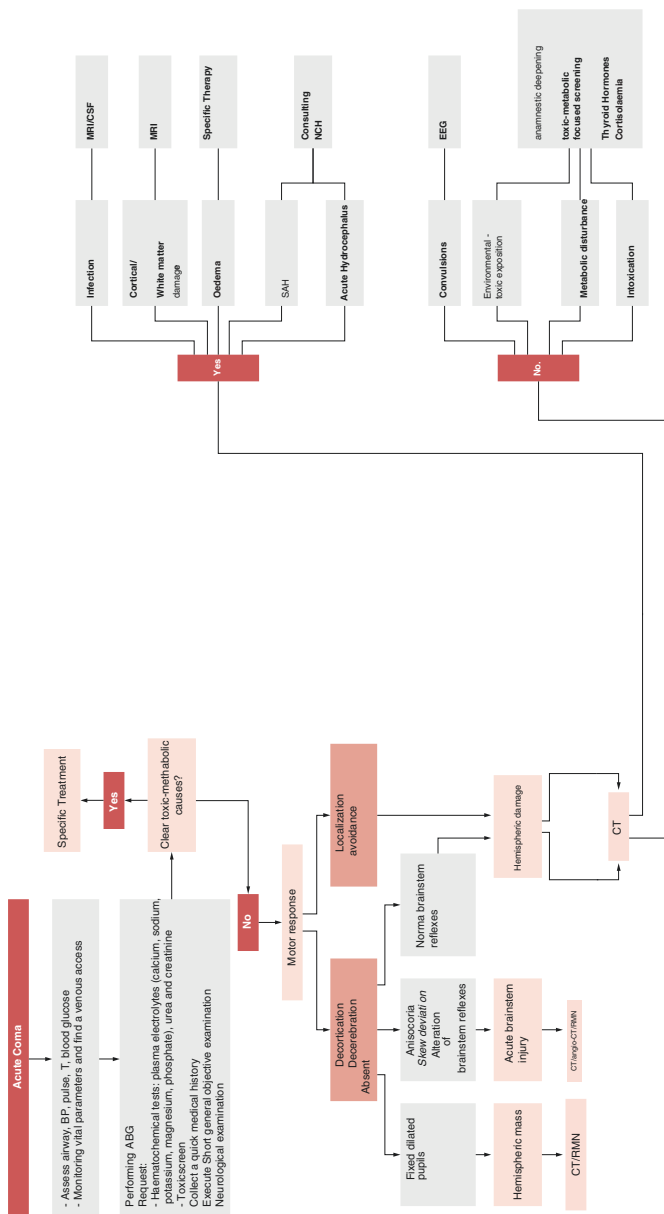 Acute Coma
- Assess airway, BP, pulse, T, blood glucose
- Monitoring vital parameters and find a venous access
Performing ABG
Request:
- Haematochemical tests: plasma electrolytes (calcium, sodium,
potassium, magnesium, phosphate), urea and creatinine
- Toxicscreen
Collect a quick medical history
Execute Short general objective examination
Neurological examination
Specific Treatment
Yes
Clear toxic-methabolic
causes?
No
Motor response
Decortication
Decerebration
Absent
Localization
avoidance
Fixed dilated
pupils
Anisocoria
Skew deviati on
Alteration
of
brainstem reflexes
Norma brainstem
reflexes
Hemispheric mass
Acute brainstem
injury
Hemispheric damage
CT/RMN
CT/angio-CT/RMN
CT
Yes
Infection
Cortical/
White matter
damage
Oedema
SAH
Acute Hydrocephalus
MRI/CSF
MRI
Specific Therapy
Consulting
NCH
No.
Convulsions
Environmental -
toxic exposition
Metabolic disturbance
Intoxication
EEG
anamnestic deepening
toxic-metabolic
focused screening
Thyroid Hormones
Cortisolaemia